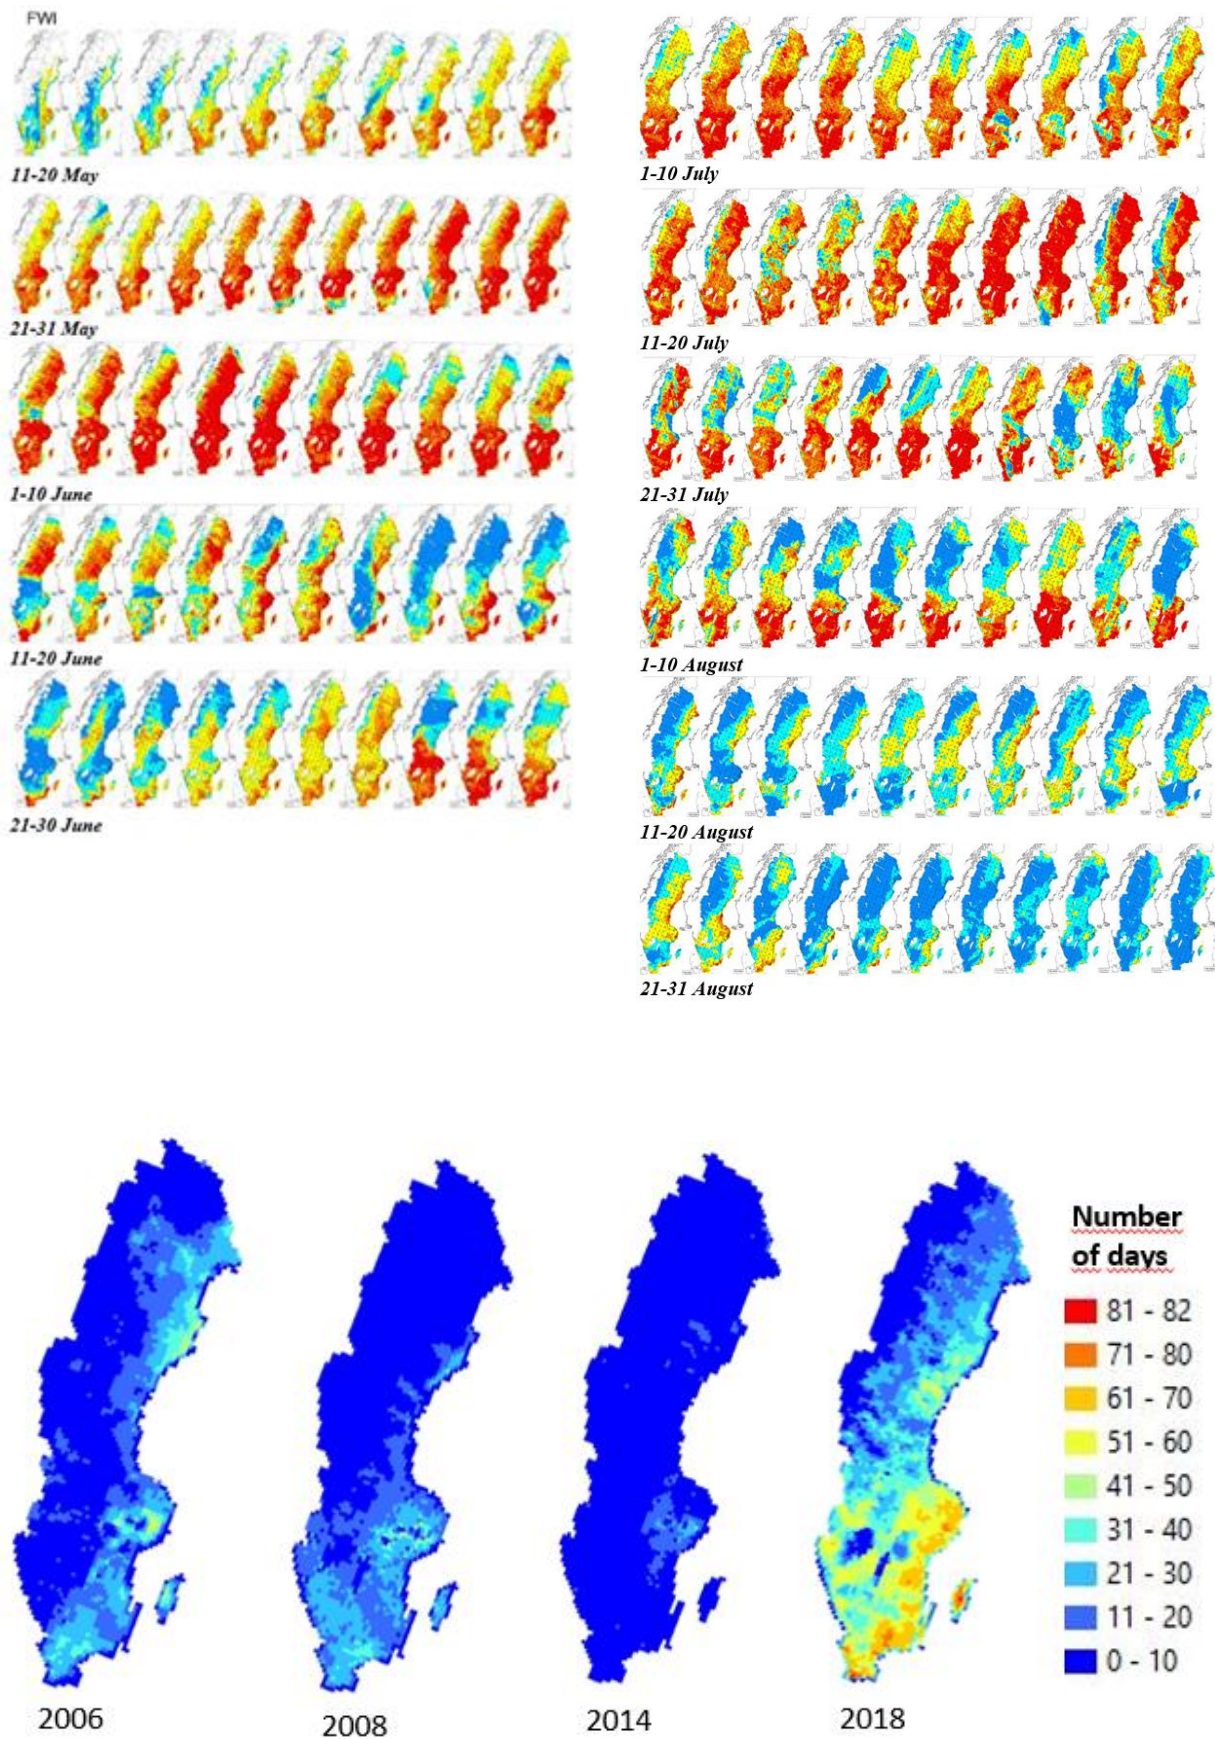 FWI
11-20 May
21-31 May
1-10 June
11-20 June
21-30 June
1-10 July
11-20 July
21-31 July
1-10 August
11-20 August
21-31 August
Number
of days
81 - 82
71 - 80
61 - 70
51 - 60
41 - 50
31 - 40
21 - 30
11 - 20
0 - 10
2006
2008
2014
2018